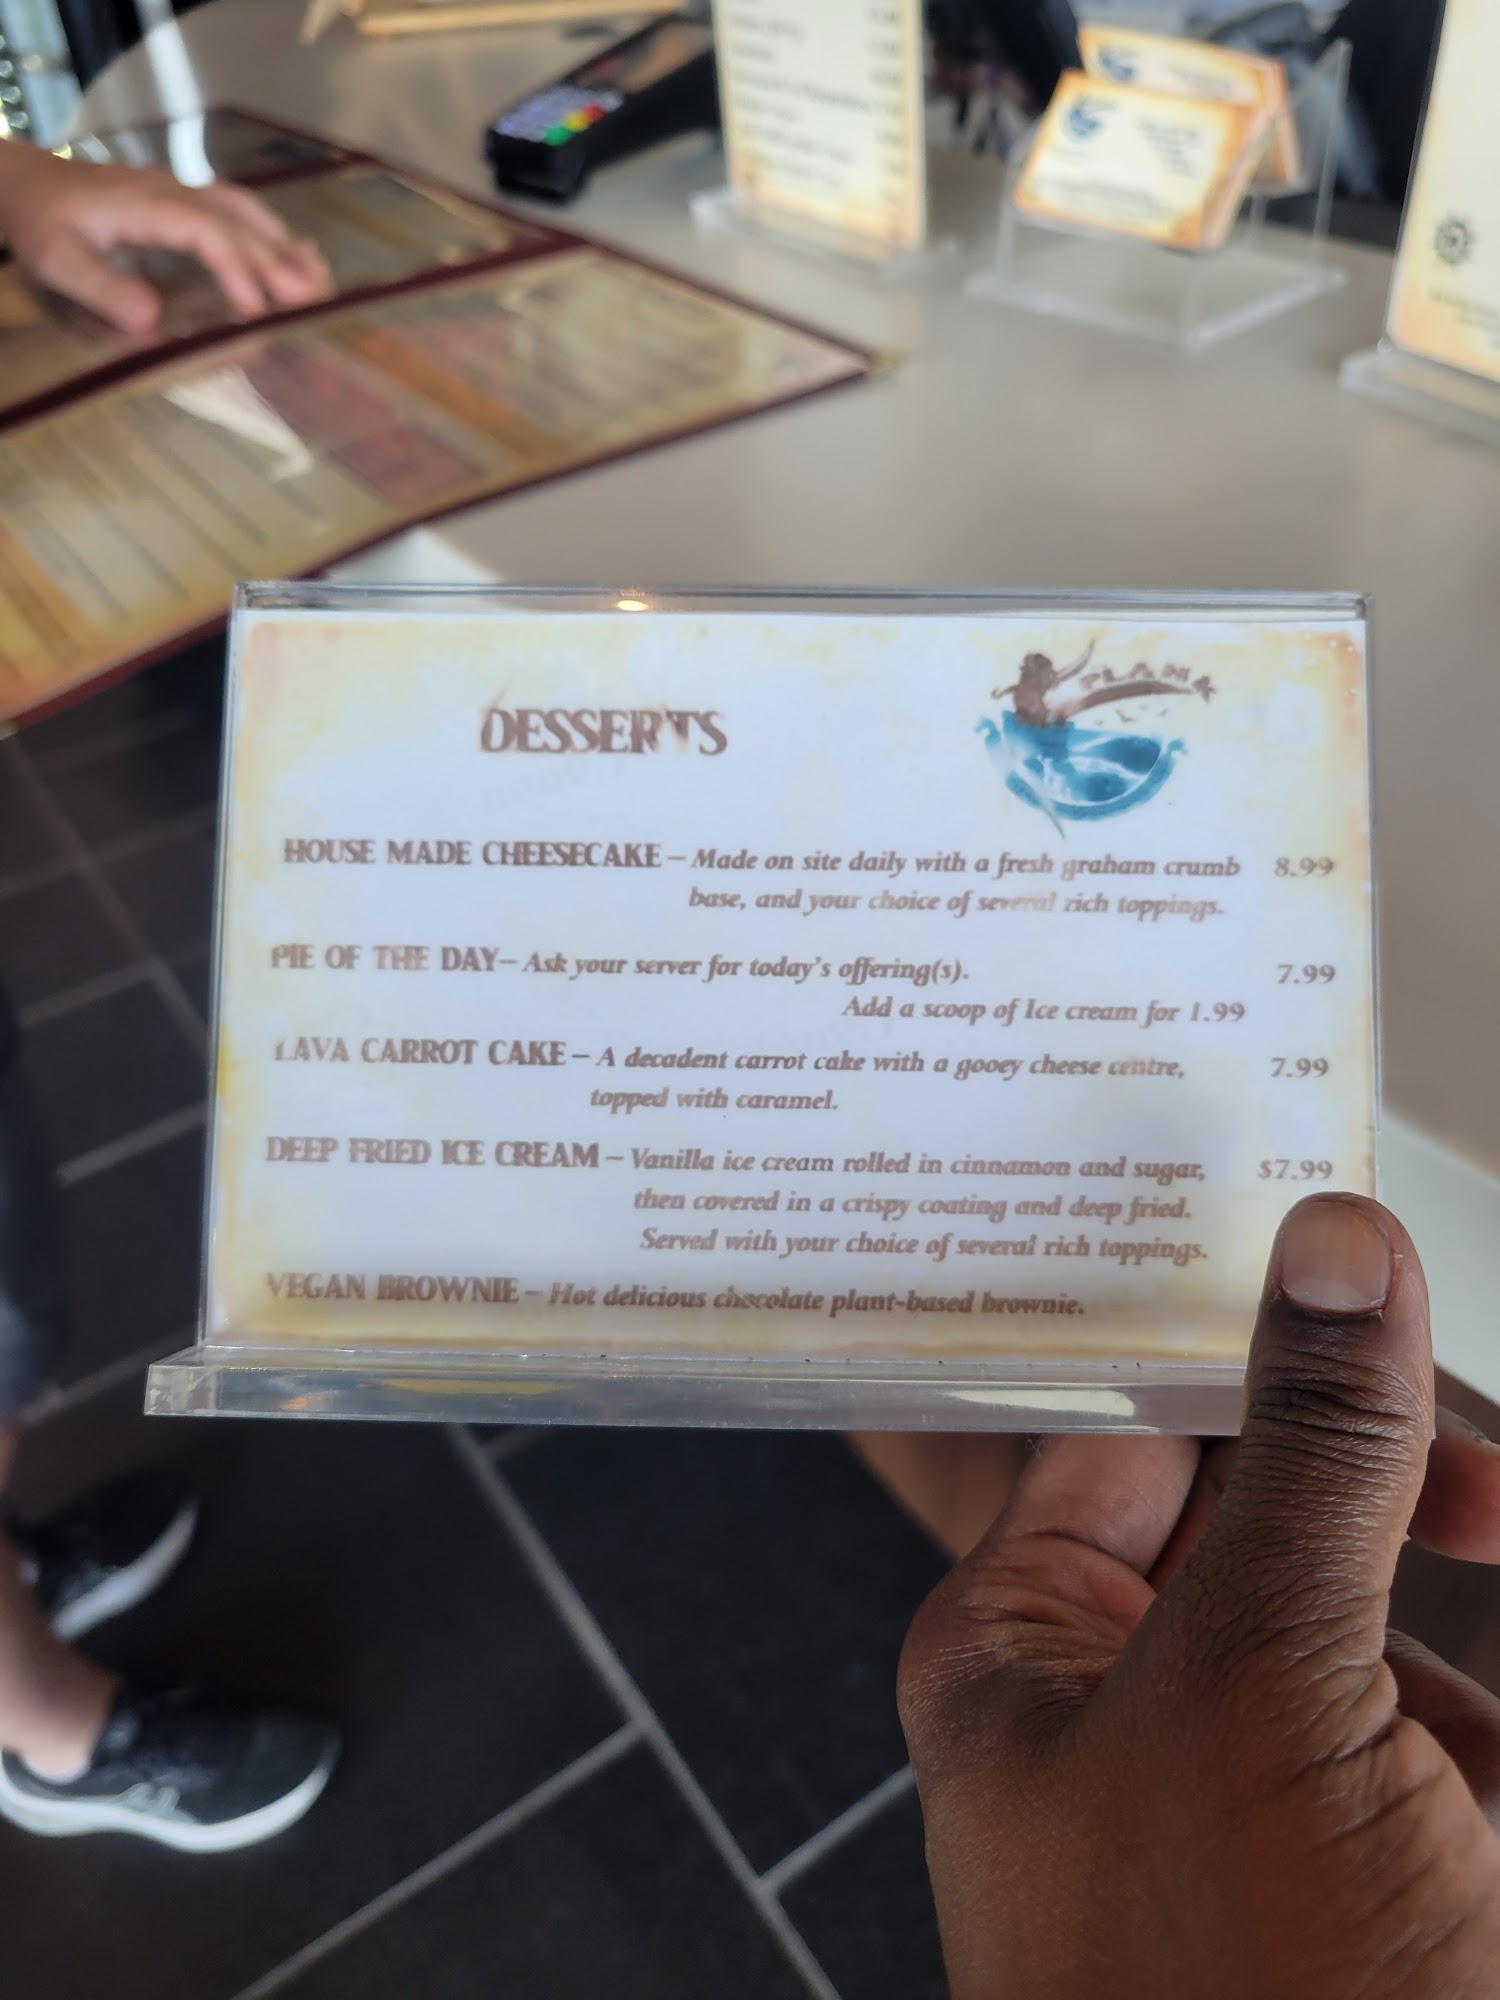 PLANK
DESSERTS
HOUSE MADE CHEESECAKE – Made on site daily with a fresh graham crumb 8.99
base, and your choice of several rich toppings.
PIE OF THE DAY– Ask your server for today's offering(s). 7.99
Add a scoop of Ice cream for 1.99
LAVA CARROT CAKE – A decadent carrot cake with a gooey cheese centre, 7.99
topped with caramel.
DEEP FRIED ICE CREAM – Vanilla ice cream rolled in cinnamon and sugar, $7.99
then covered in a crispy coating and deep fried.
Served with your choice of several rich toppings.
VEGAN BROWNIE – Hot delicious chocolate plant-based brownie.